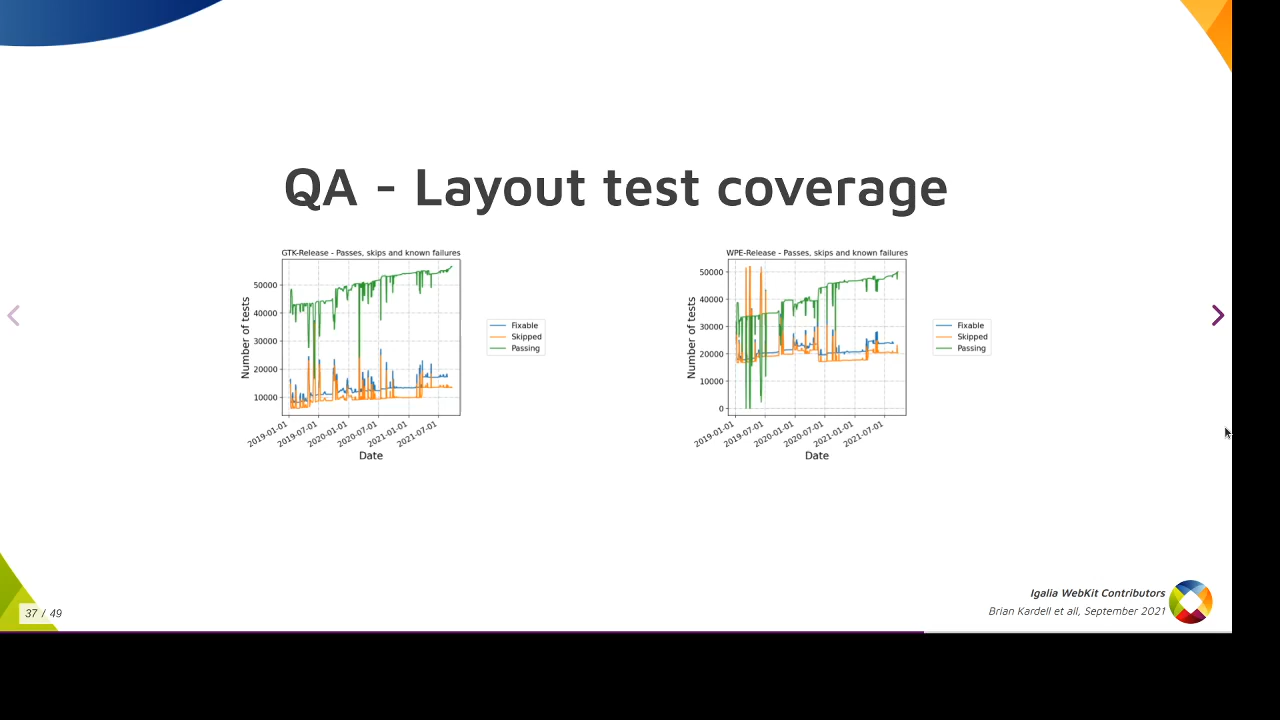 QA - Layout test coverage
GTK-Release - Passes, skips and known failures
Number of tests
50000
40000
30000
20000
10000
2019-01-01
2019-07-01
2020-01-01
2020-07-01
2021-01-01
2021-07-01
Date
Fixable
Skipped
Passing
WPE-Release - Passes, skips and known failures
Number of tests
50000
40000
30000
20000
10000
0
2019-01-01
2019-07-01
2020-01-01
2020-07-01
2021-01-01
2021-07-01
Date
Fixable
Skipped
Passing
37 / 49
Igalia WebKit Contributors
Brian Kardell et all, September 2021